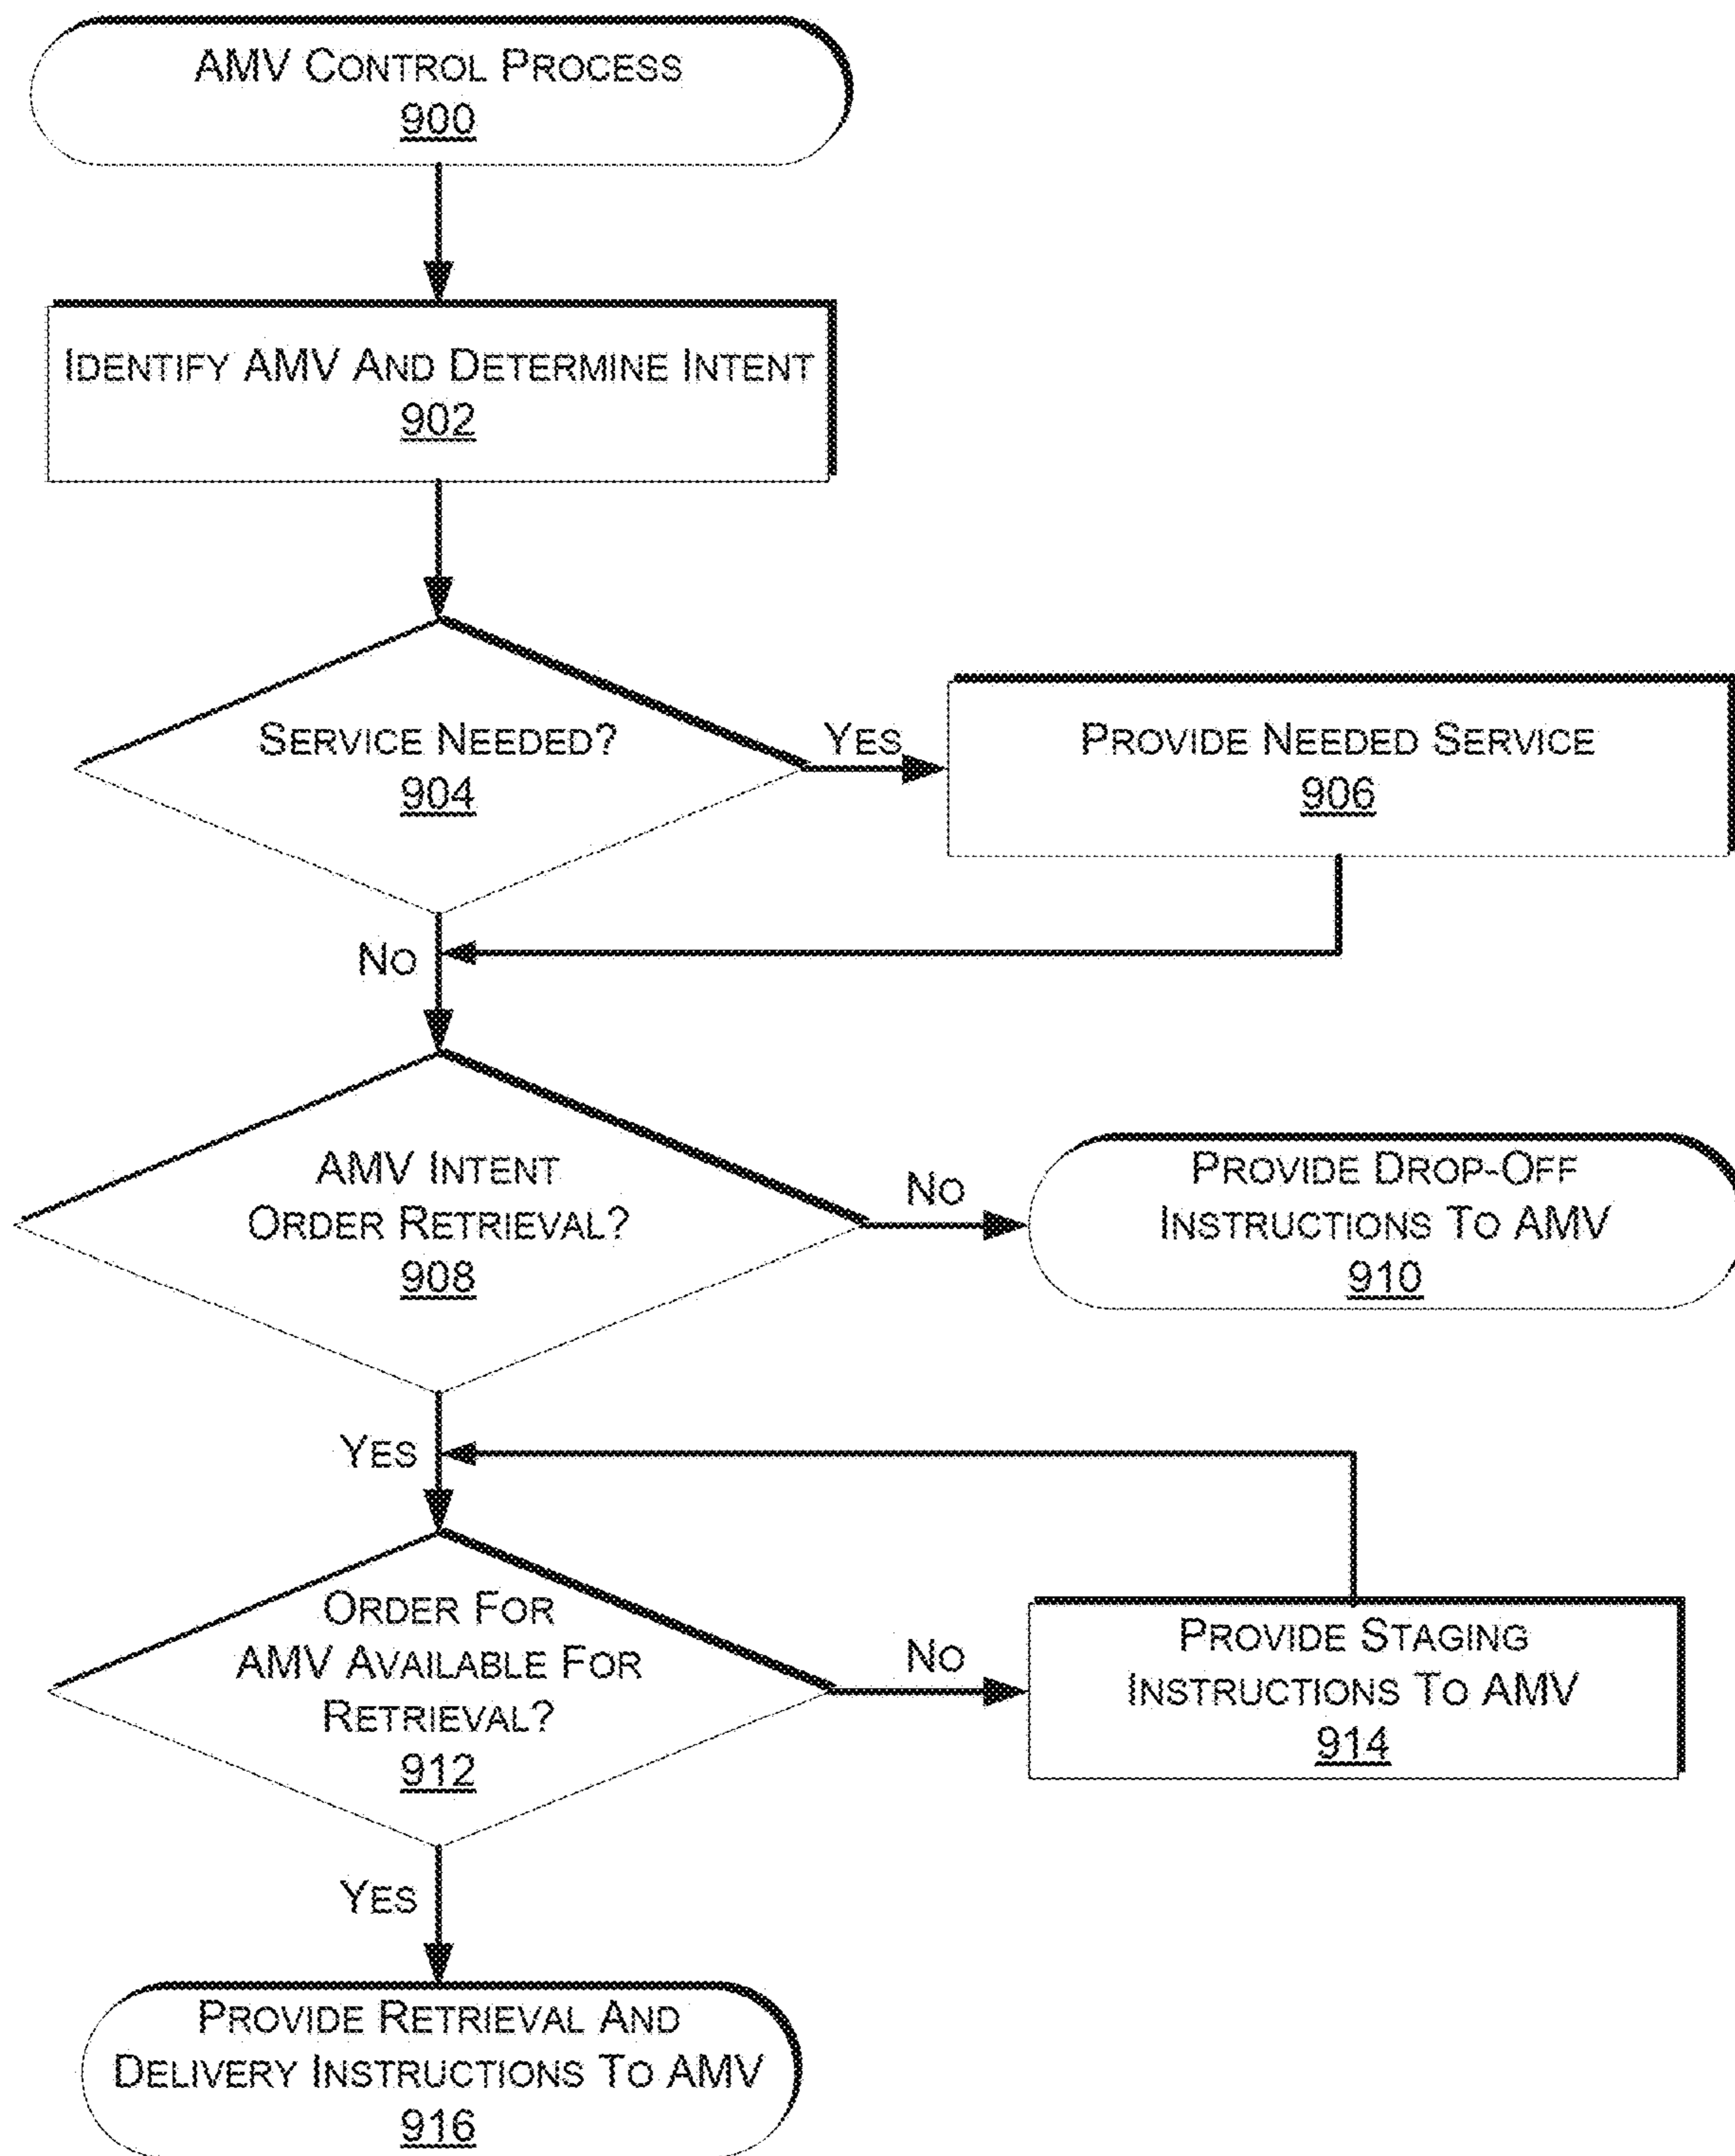 AMV CONTROL PROCESS
900
IDENTIFY AMV AND DETERMINE INTENT
902
SERVICE NEEDED?
904
YES
PROVIDE NEEDED SERVICE
906
NO
AMV INTENT
ORDER RETRIEVAL?
908
NO
PROVIDE DROP-OFF
INSTRUCTIONS TO AMV
910
YES
ORDER FOR
AMV AVAILABLE FOR
RETRIEVAL?
912
NO
PROVIDE STAGING
INSTRUCTIONS TO AMV
914
YES
PROVIDE RETRIEVAL AND
DELIVERY INSTRUCTIONS TO AMV
916